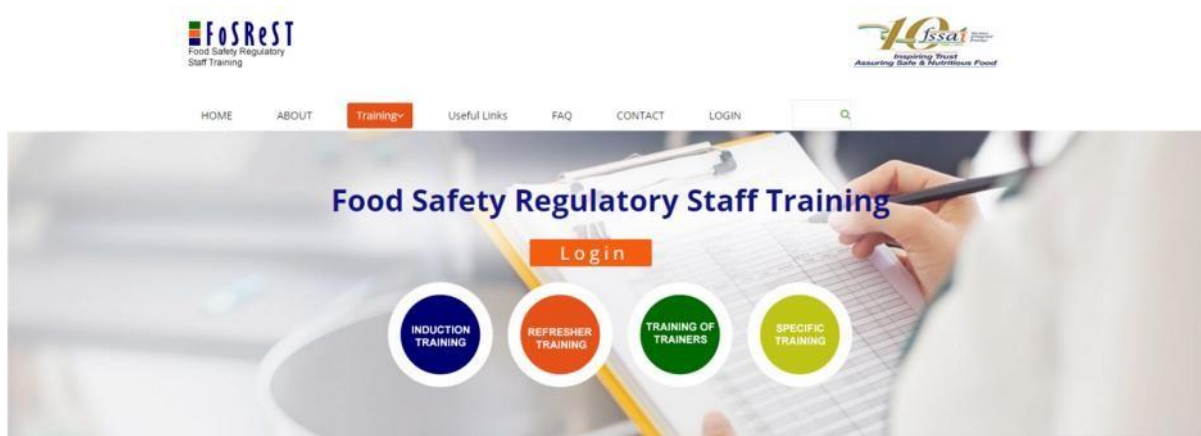 FoSReST
Food Safety Regulatory
Staff Training
10 fssai
Inspiring Trust
Assuring Safe & Nutritious Food
HOME ABOUT Training Useful Links FAQ CONTACT LOGIN
Food Safety Regulatory Staff Training
Login
INDUCTION
TRAINING
REFRESHER
TRAINING
TRAINING OF
TRAINERS
SPECIFIC
TRAINING